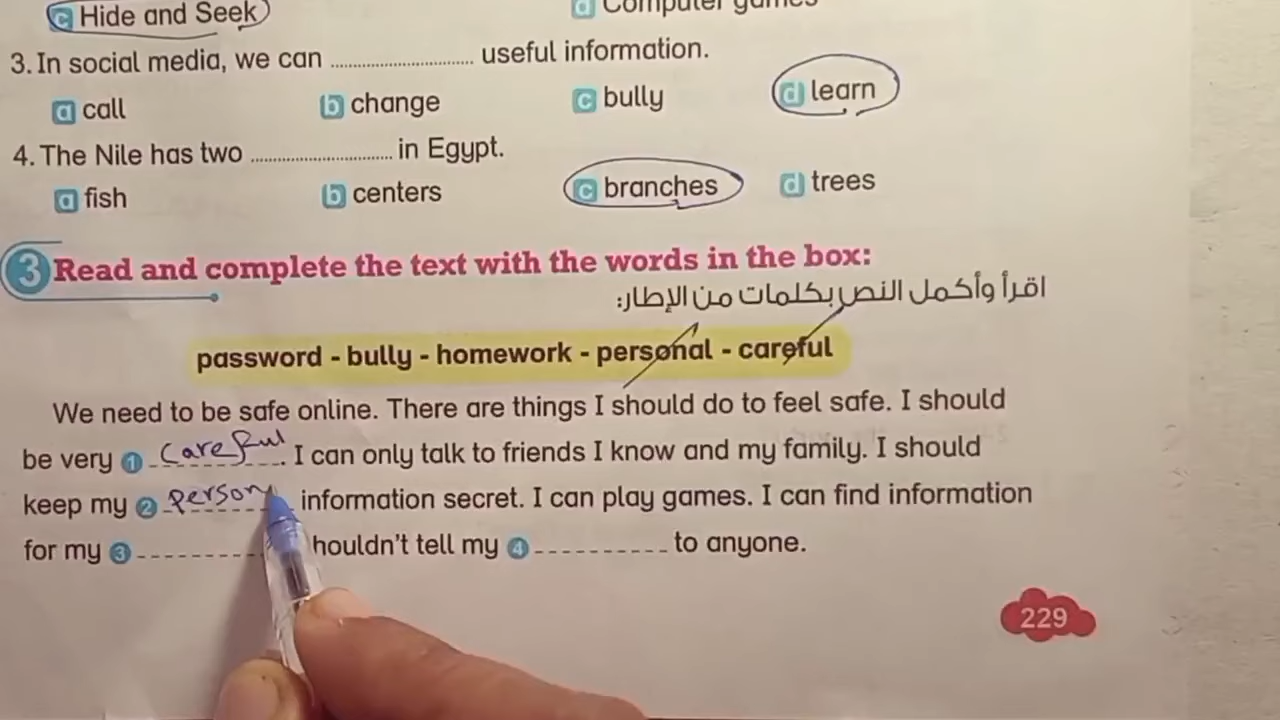 c Hide and Seek d Computer games
3. In social media, we can ............................ useful information.
a call b change c bully d learn
4. The Nile has two ............................ in Egypt.
a fish b centers c branches d trees
3 Read and complete the text with the words in the box:
اقرأ وأكمل النص بكلمات من الإطار:
password - bully - homework - personal - careful
We need to be safe online. There are things I should do to feel safe. I should
be very 1 careful. I can only talk to friends I know and my family. I should
keep my 2 person information secret. I can play games. I can find information
for my 3 __________ houldn't tell my 4 __________ to anyone.
229